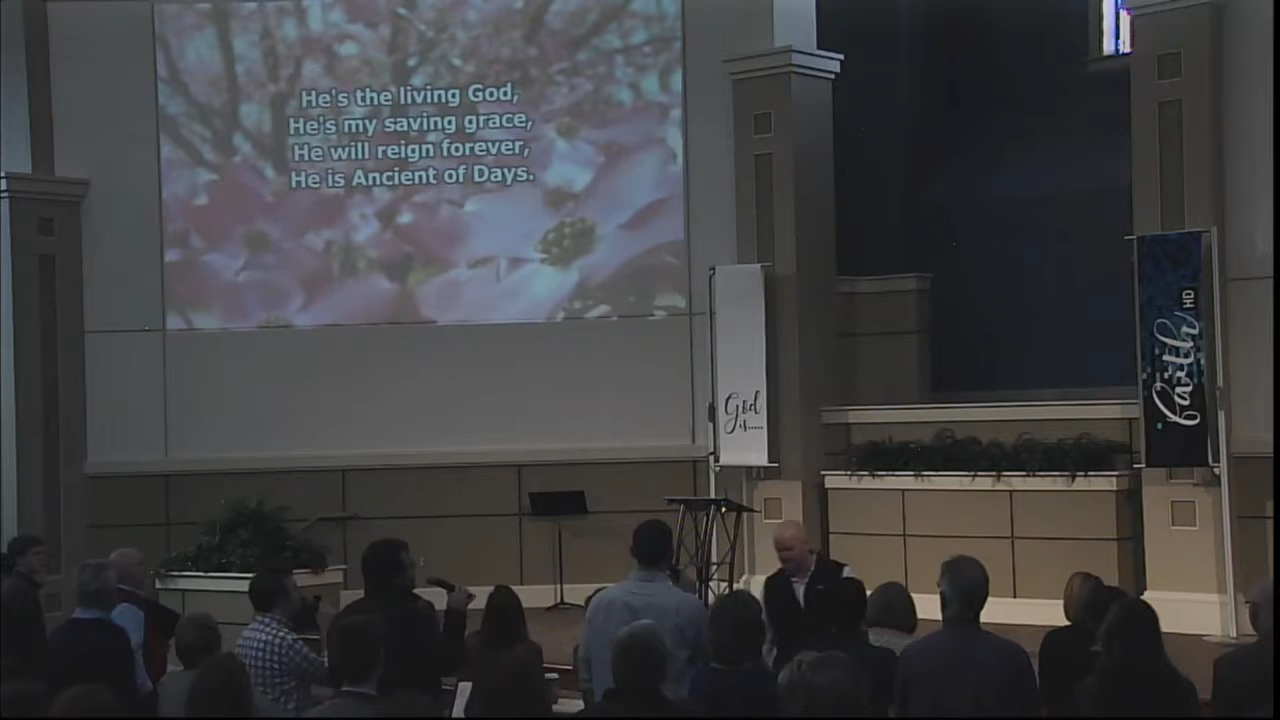 He's the living God,
He's my saving grace,
He will reign forever,
He is Ancient of Days.
God
is.....
faith
HD